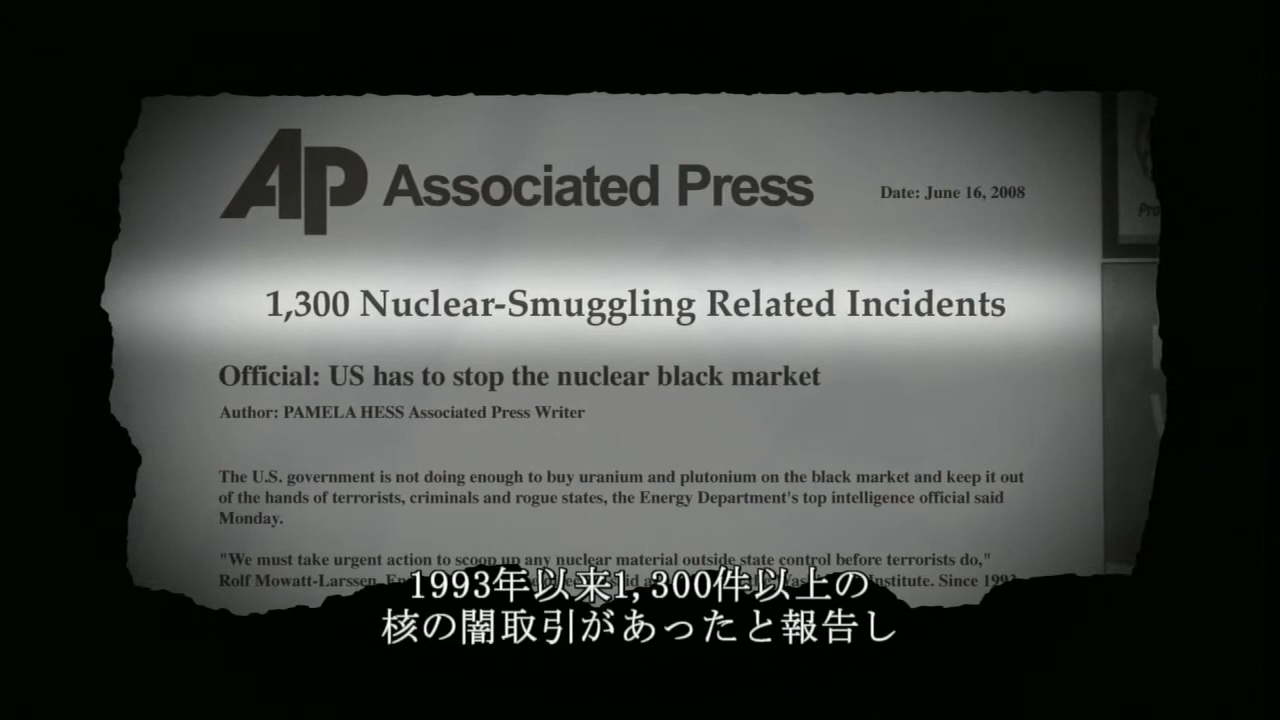 AP Associated Press
Date: June 16, 2008
1,300 Nuclear-Smuggling Related Incidents
Official: US has to stop the nuclear black market
Author: PAMELA HESS Associated Press Writer
The U.S. government is not doing enough to buy uranium and plutonium on the black market and keep it out
of the hands of terrorists, criminals and rogue states, the Energy Department's top intelligence official said
Monday.
"We must take urgent action to scoop up any nuclear material outside state control before terrorists do,"
Rolf Mowatt-Larssen, Institute. Since
1993年以来1,300件以上の
核の闇取引があったと報告し